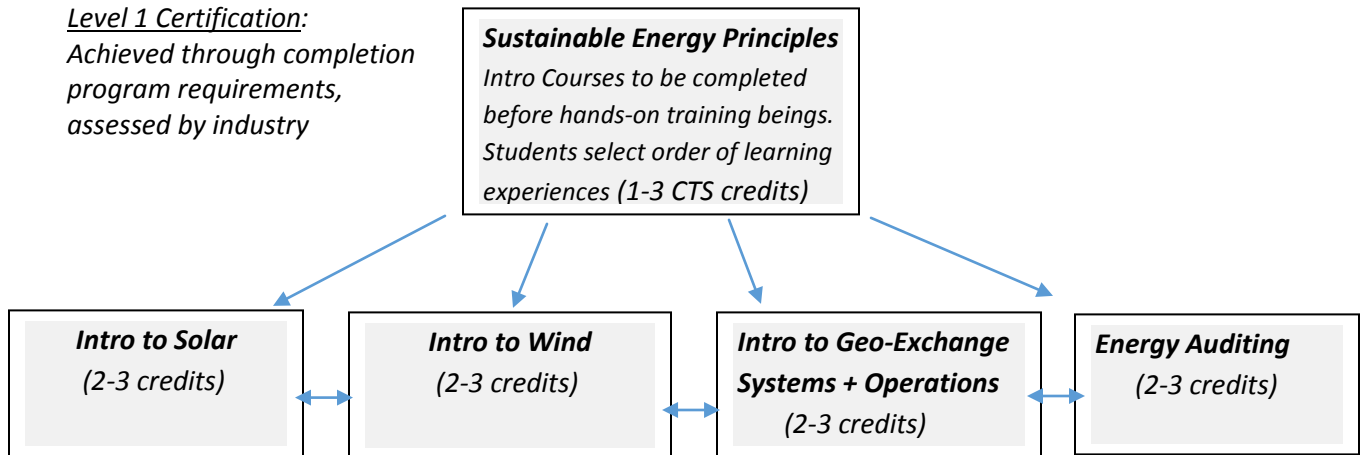 Level 1 Certification:
Achieved through completion
program requirements,
assessed by industry
Sustainable Energy Principles
Intro Courses to be completed
before hands-on training beings.
Students select order of learning
experiences (1-3 CTS credits)
Intro to Solar
(2-3 credits)
Intro to Wind
(2-3 credits)
Intro to Geo-Exchange
Systems + Operations
(2-3 credits)
Energy Auditing
(2-3 credits)